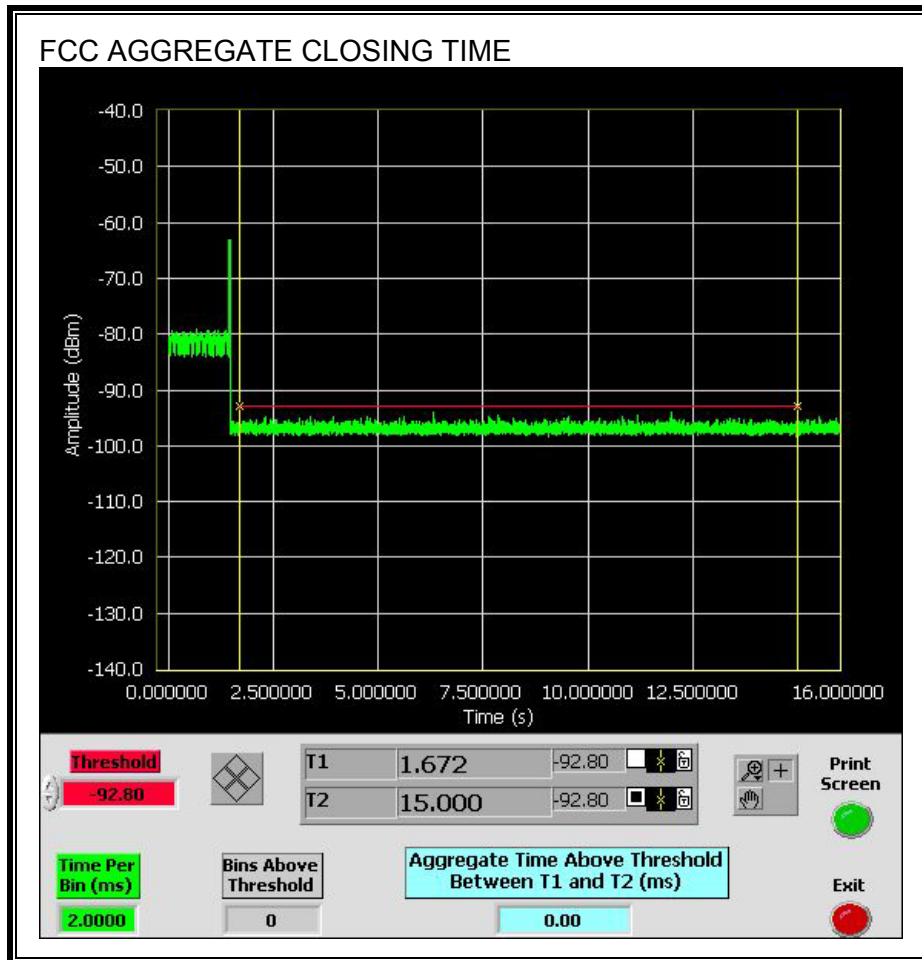 FCC AGGREGATE CLOSING TIME
-40.0
-50.0
-60.0
-70.0
-80.0
-90.0
-100.0
-110.0
-120.0
-130.0
-140.0
Amplitude (dBm)
0.000000 2.500000 5.000000 7.500000 10.000000 12.500000 16.000000
Time (s)
Threshold
-92.80
T1 1.672 -92.80
T2 15.000 -92.80
Print
Screen
Time Per
Bin (ms)
2.0000
Bins Above
Threshold
0
Aggregate Time Above Threshold
Between T1 and T2 (ms)
0.00
Exit